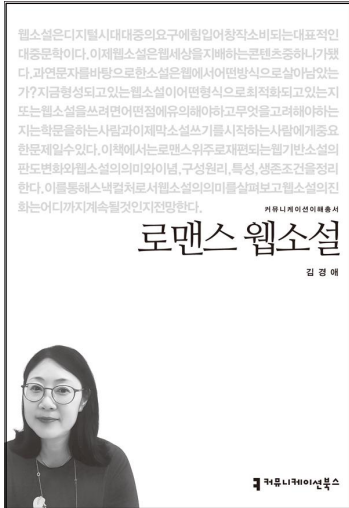 웹소설은디지털시대대중의요구에힘입어창작소비되는대표적인
대중문학이다.이제웹소설은웹세상을지배하는콘텐츠중하나가됐
다.과연문자를바탕으로한소설은웹에서어떤방식으로살아남았는
가?지금형성되고있는웹소설이어떤형식으로최적화되고있는지
또는웹소설을쓰려면어떤점에유의해야하고무엇을고려해야하는
지는학문을하는사람과이제막소설쓰기를시작하는사람에게중요
한문제일수있다.이책에서는로맨스위주로재편되는웹기반소설의
판도변화와웹소설의의미와이념,구성원리,특성,생존조건을정리
한다.이를통해스낵컬처로서웹소설의의미를살펴보고웹소설의진
화는어디까지계속될것인지전망한다.
커뮤니케이션이해총서
로맨스 웹소설
김경애
커뮤니케이션북스